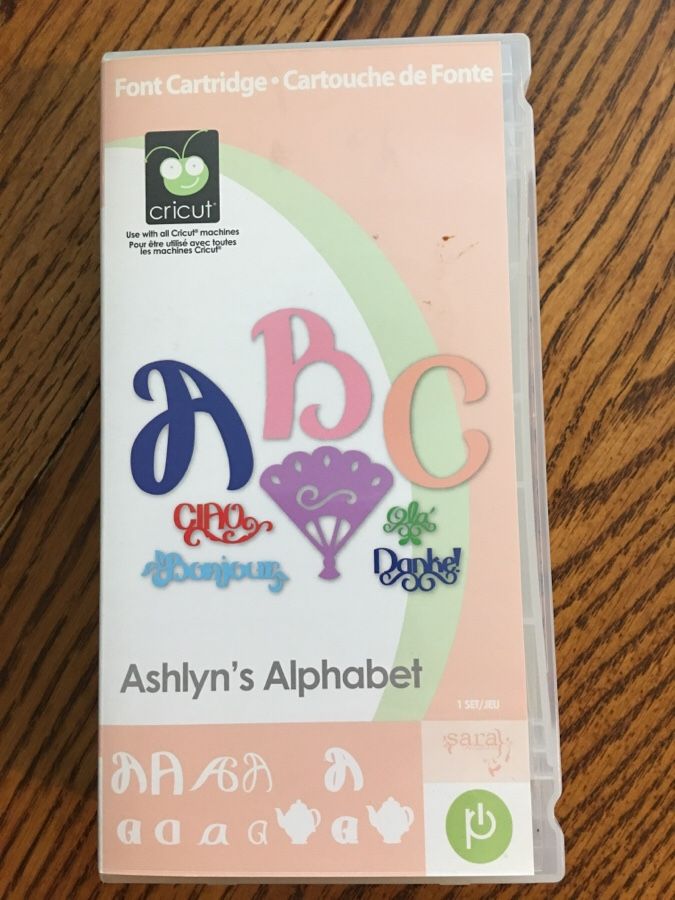 Font Cartridge • Cartouche de Fonte
cricut
Use with all Cricut® machines
Pour être utilisé avec toutes
les machines Cricut®
ABC
CIAO
Olá
Bonjour
Danke!
Ashlyn's Alphabet
1 SET/JEU
sara
A A A A A
a a a a a